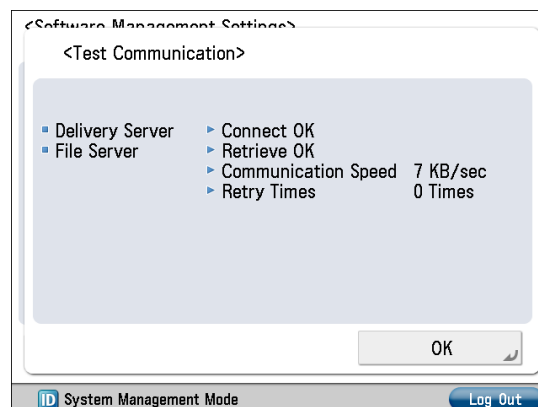 <Software Management Settings>
<Test Communication>
Delivery Server Connect OK
File Server Retrieve OK
Communication Speed 7 KB/sec
Retry Times 0 Times
OK
ID System Management Mode Log Out